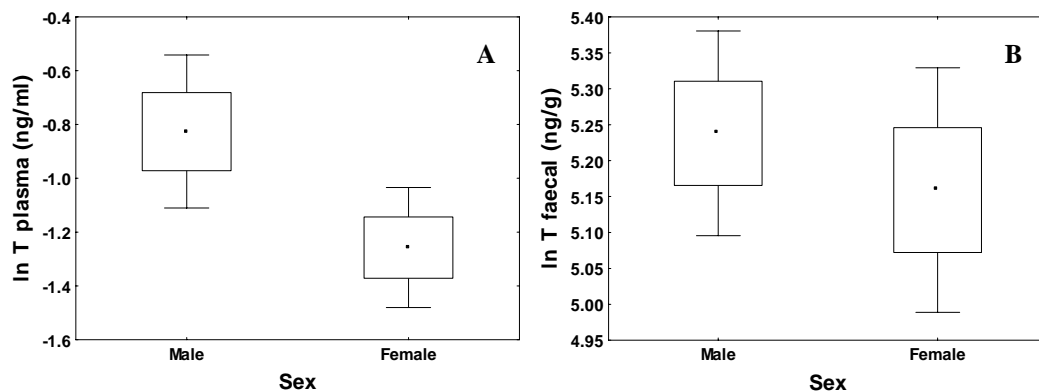 A
ln T plasma (ng/ml)
-0.4
-0.6
-0.8
-1.0
-1.2
-1.4
-1.6
Male
Female
Sex
B
ln T faecal (ng/g)
5.40
5.35
5.30
5.25
5.20
5.15
5.10
5.05
5.00
4.95
Male
Female
Sex